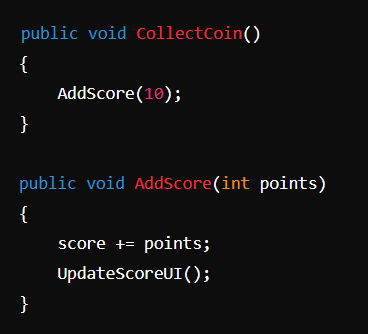 public void CollectCoin()
{
    AddScore(10);
}

public void AddScore(int points)
{
    score += points;
    UpdateScoreUI();
}